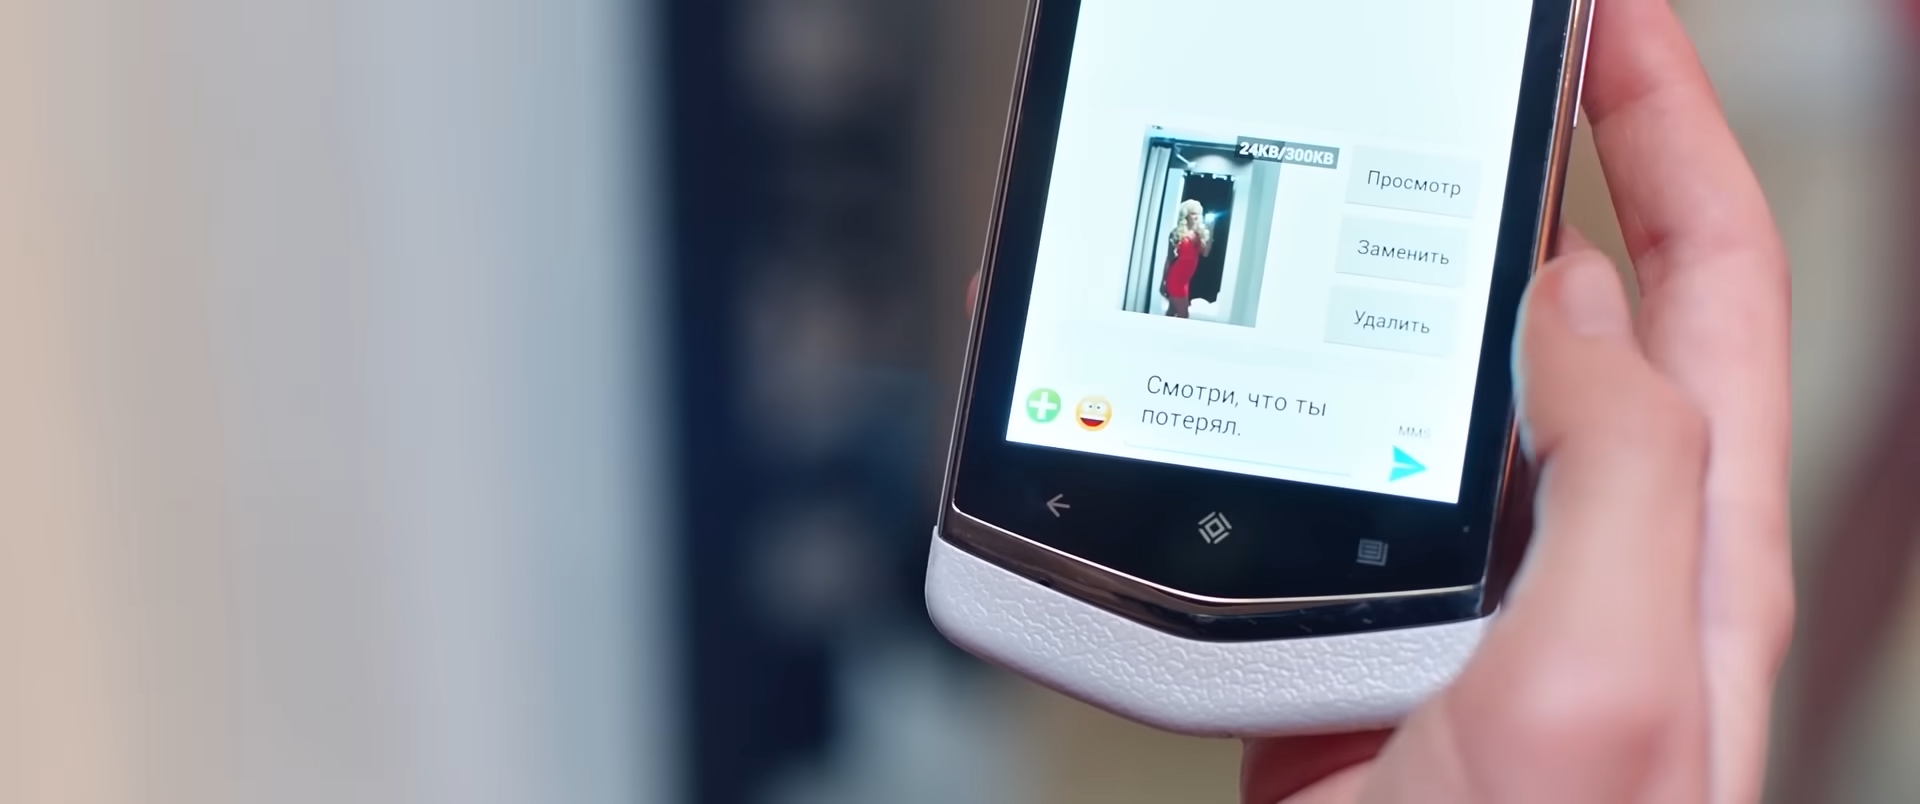 24KB/300KB
Просмотр
Заменить
Удалить
Смотри, что ты
потерял.
MMS